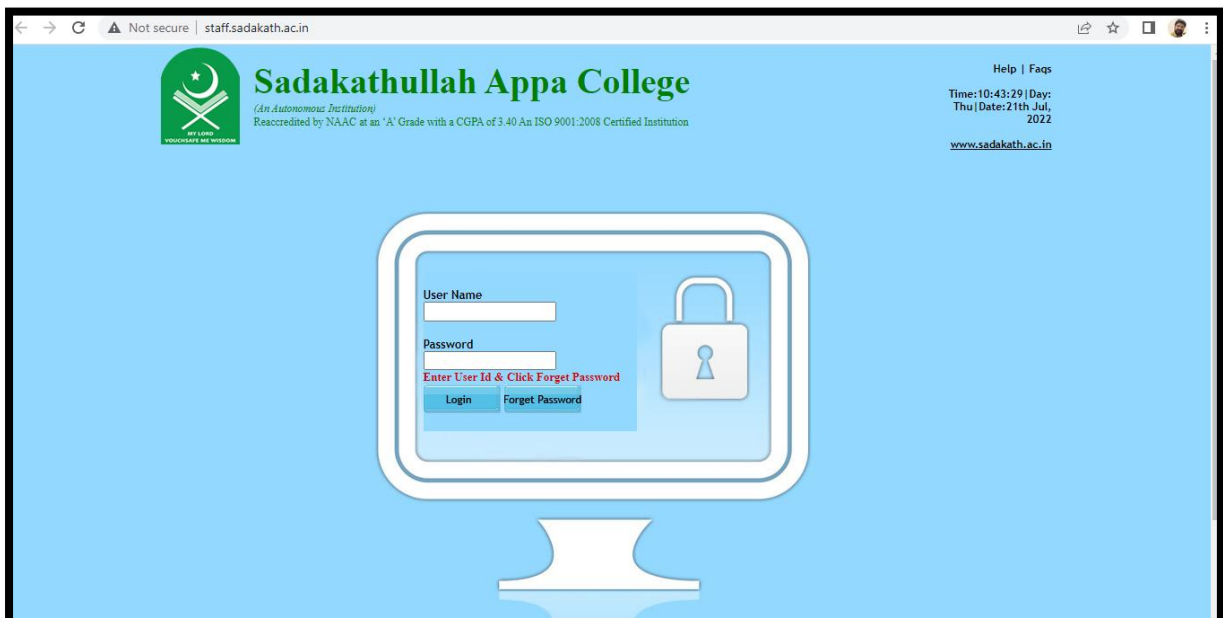 Not secure | staff.sadakath.ac.in
MY LORD
VOUCHSAFE ME WISDOM
Sadakathullah Appa College
(An Autonomous Institution)
Reaccredited by NAAC at an ‘A’ Grade with a CGPA of 3.40 An ISO 9001:2008 Certified Institution
Help | Faqs
Time:10:43:29|Day:
Thu|Date:21th Jul,
2022
www.sadakath.ac.in
User Name
Password
Enter User Id & Click Forget Password
Login Forget Password